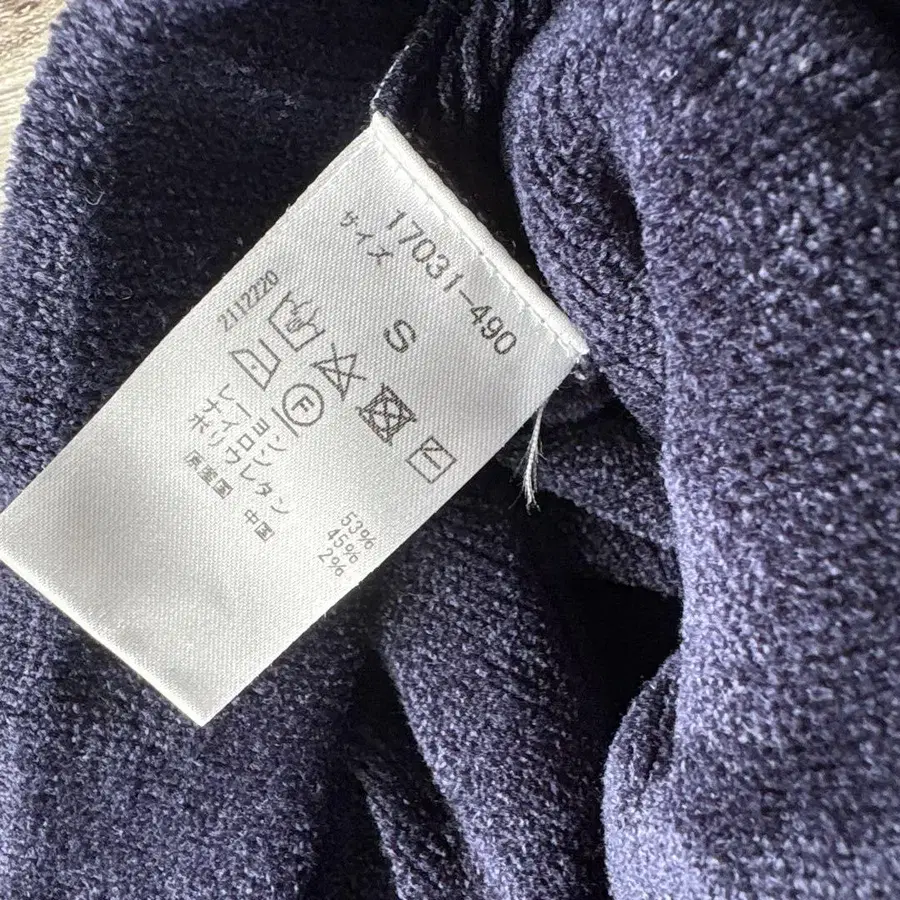 17031-490
サイズ
S
2112220
F
レーヨン 53%
ナイロン 45%
ポリウレタン 2%
原産国 中国